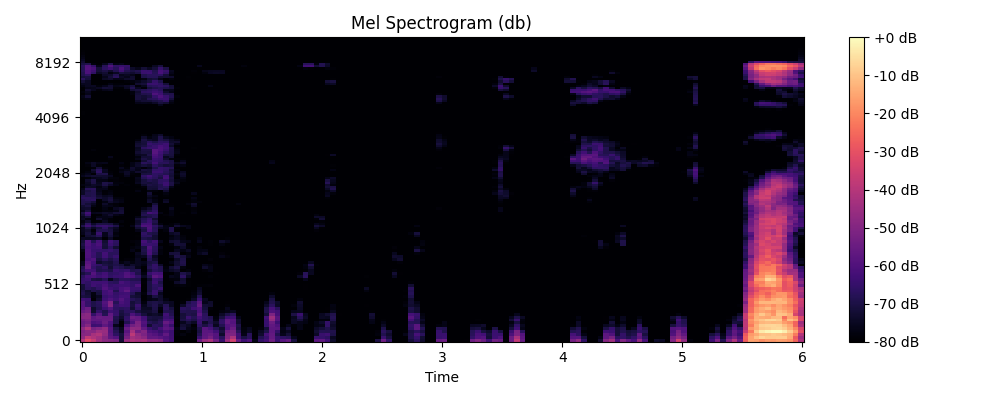 Mel Spectrogram (db)
Hz
8192
4096
2048
1024
512
0
0 1 2 3 4 5 6
Time
+0 dB
-10 dB
-20 dB
-30 dB
-40 dB
-50 dB
-60 dB
-70 dB
-80 dB